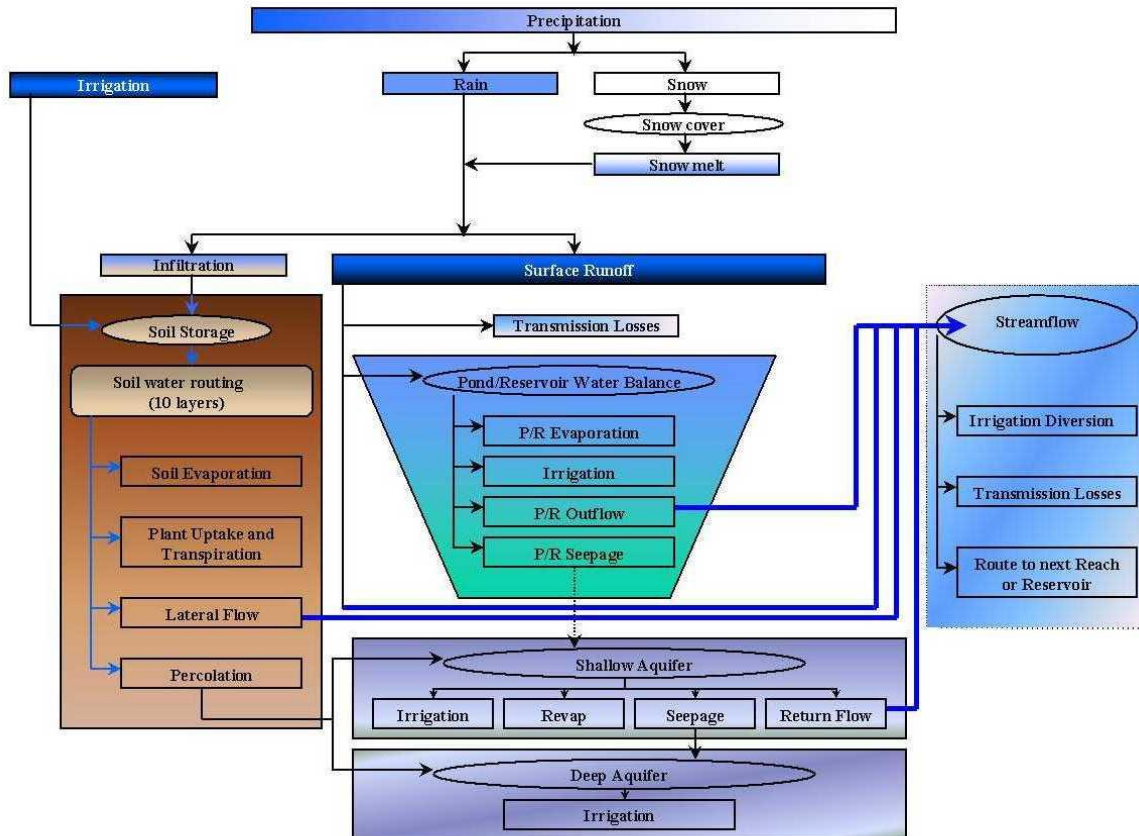 Precipitation
Irrigation
Rain
Snow
Snow cover
Snow melt
Infiltration
Surface Runoff
Soil Storage
Transmission Losses
Streamflow
Soil water routing
(10 layers)
Pond/Reservoir Water Balance
P/R Evaporation
Irrigation
P/R Outflow
P/R Seepage
Irrigation Diversion
Transmission Losses
Route to next Reach
or Reservoir
Soil Evaporation
Plant Uptake and
Transpiration
Lateral Flow
Percolation
Shallow Aquifer
Irrigation
Revap
Seepage
Return Flow
Deep Aquifer
Irrigation